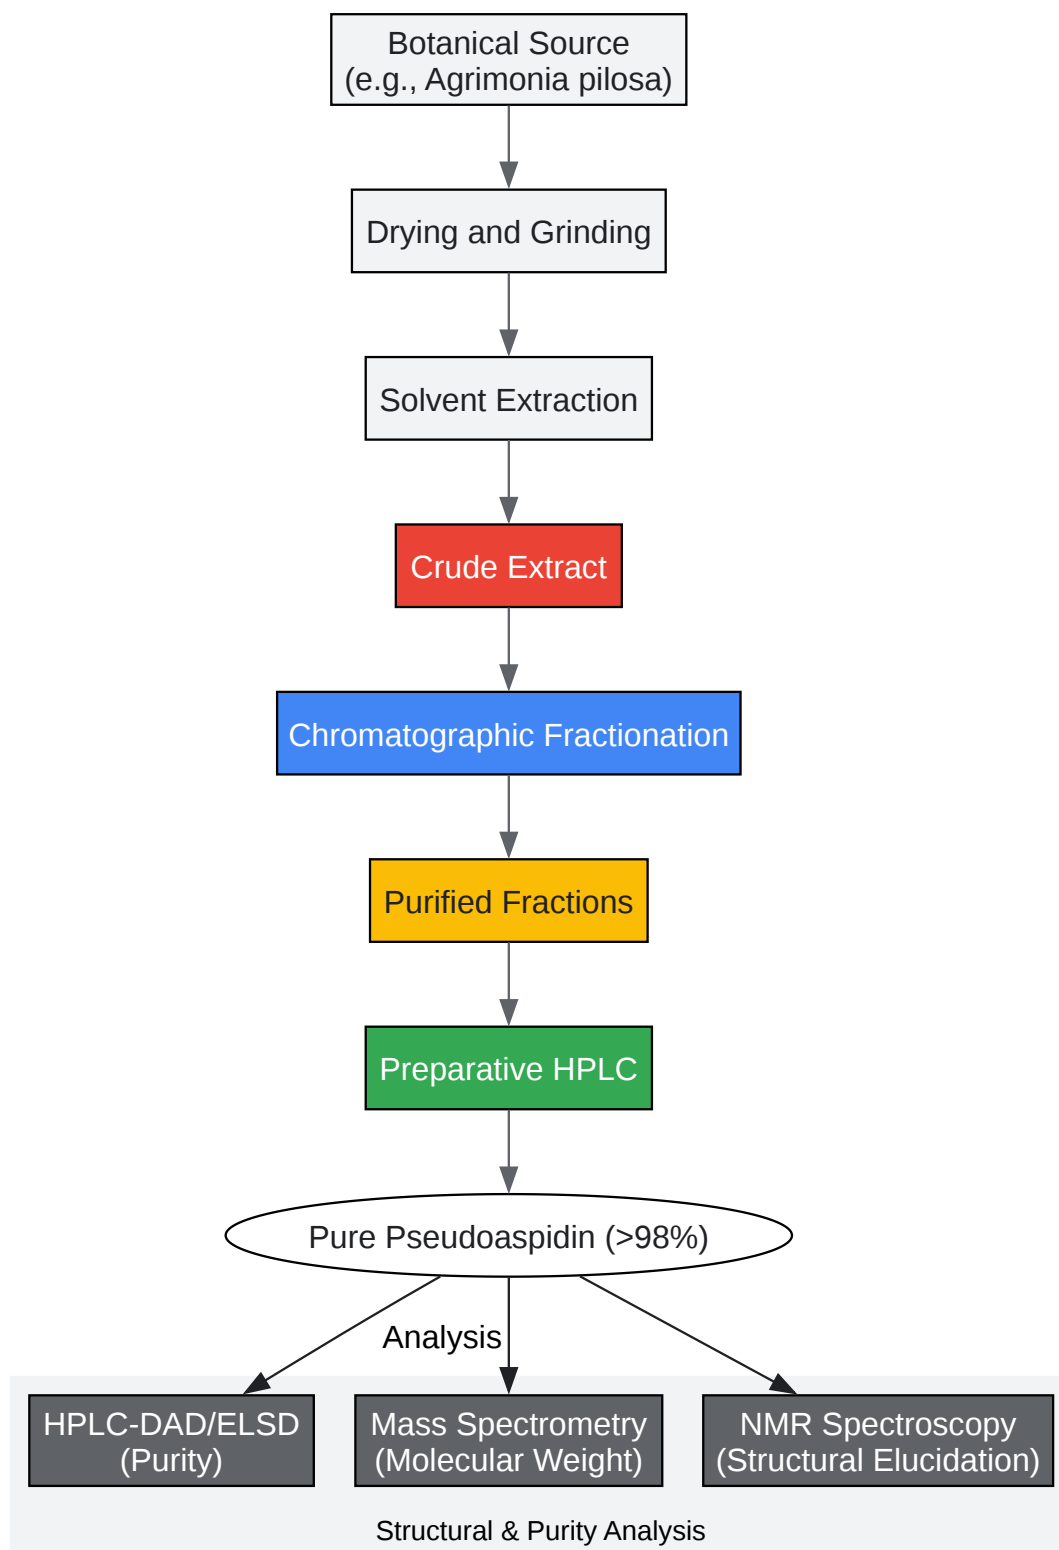 Botanical Source
(e.g., Agrimonia pilosa)
Drying and Grinding
Solvent Extraction
Crude Extract
Chromatographic Fractionation
Purified Fractions
Preparative HPLC
Pure Pseudoaspidin (>98%)
Analysis
HPLC-DAD/ELSD
(Purity)
Mass Spectrometry
(Molecular Weight)
NMR Spectroscopy
(Structural Elucidation)
Structural & Purity Analysis